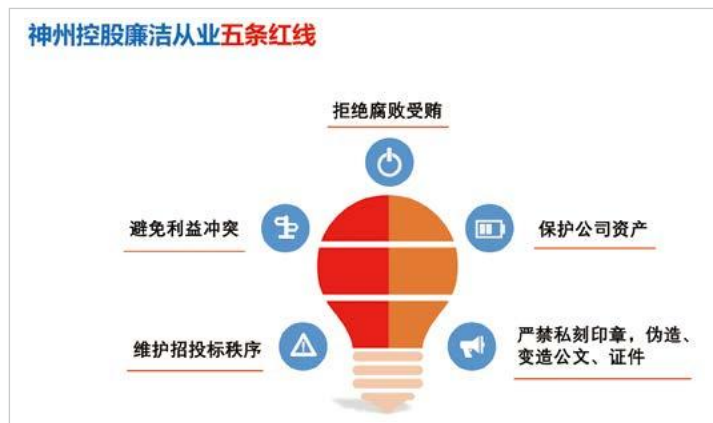 神州控股廉洁从业五条红线
拒绝腐败受贿
避免利益冲突
保护公司资产
维护招投标秩序
严禁私刻印章，伪造、
变造公文、证件